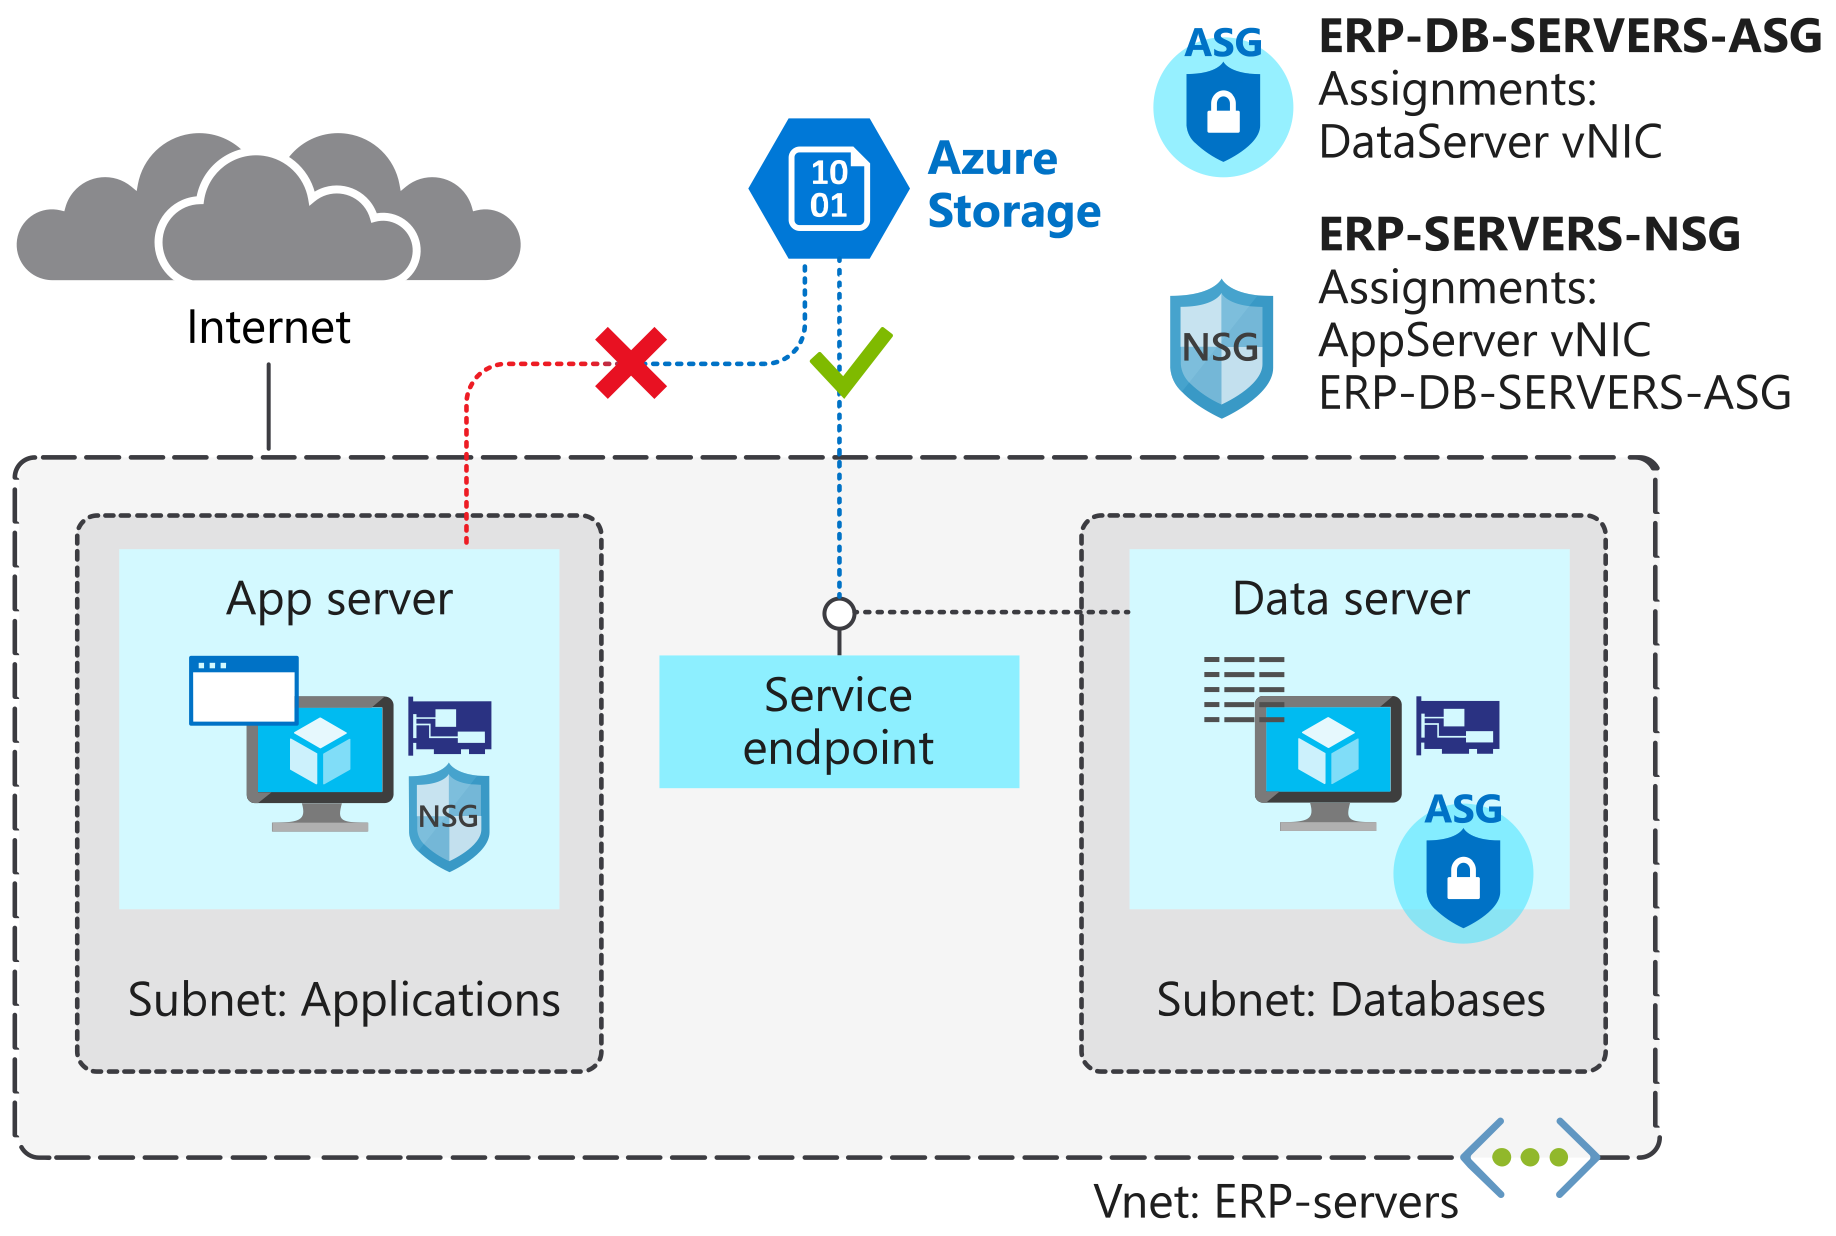 ASG
ERP-DB-SERVERS-ASG
Assignments:
DataServer vNIC
10
01
Azure
Storage
ERP-SERVERS-NSG
Assignments:
AppServer vNIC
ERP-DB-SERVERS-ASG
NSG
Internet
App server
NSG
Subnet: Applications
Service
endpoint
Data server
ASG
Subnet: Databases
Vnet: ERP-servers